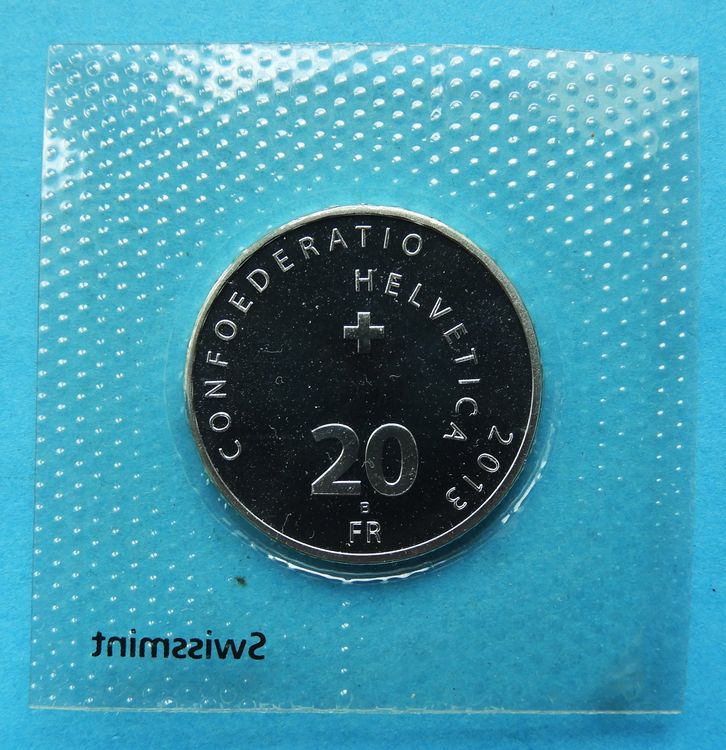 CONFOEDERATIO
HELVETICA 2013
20
B
FR
Swissmint